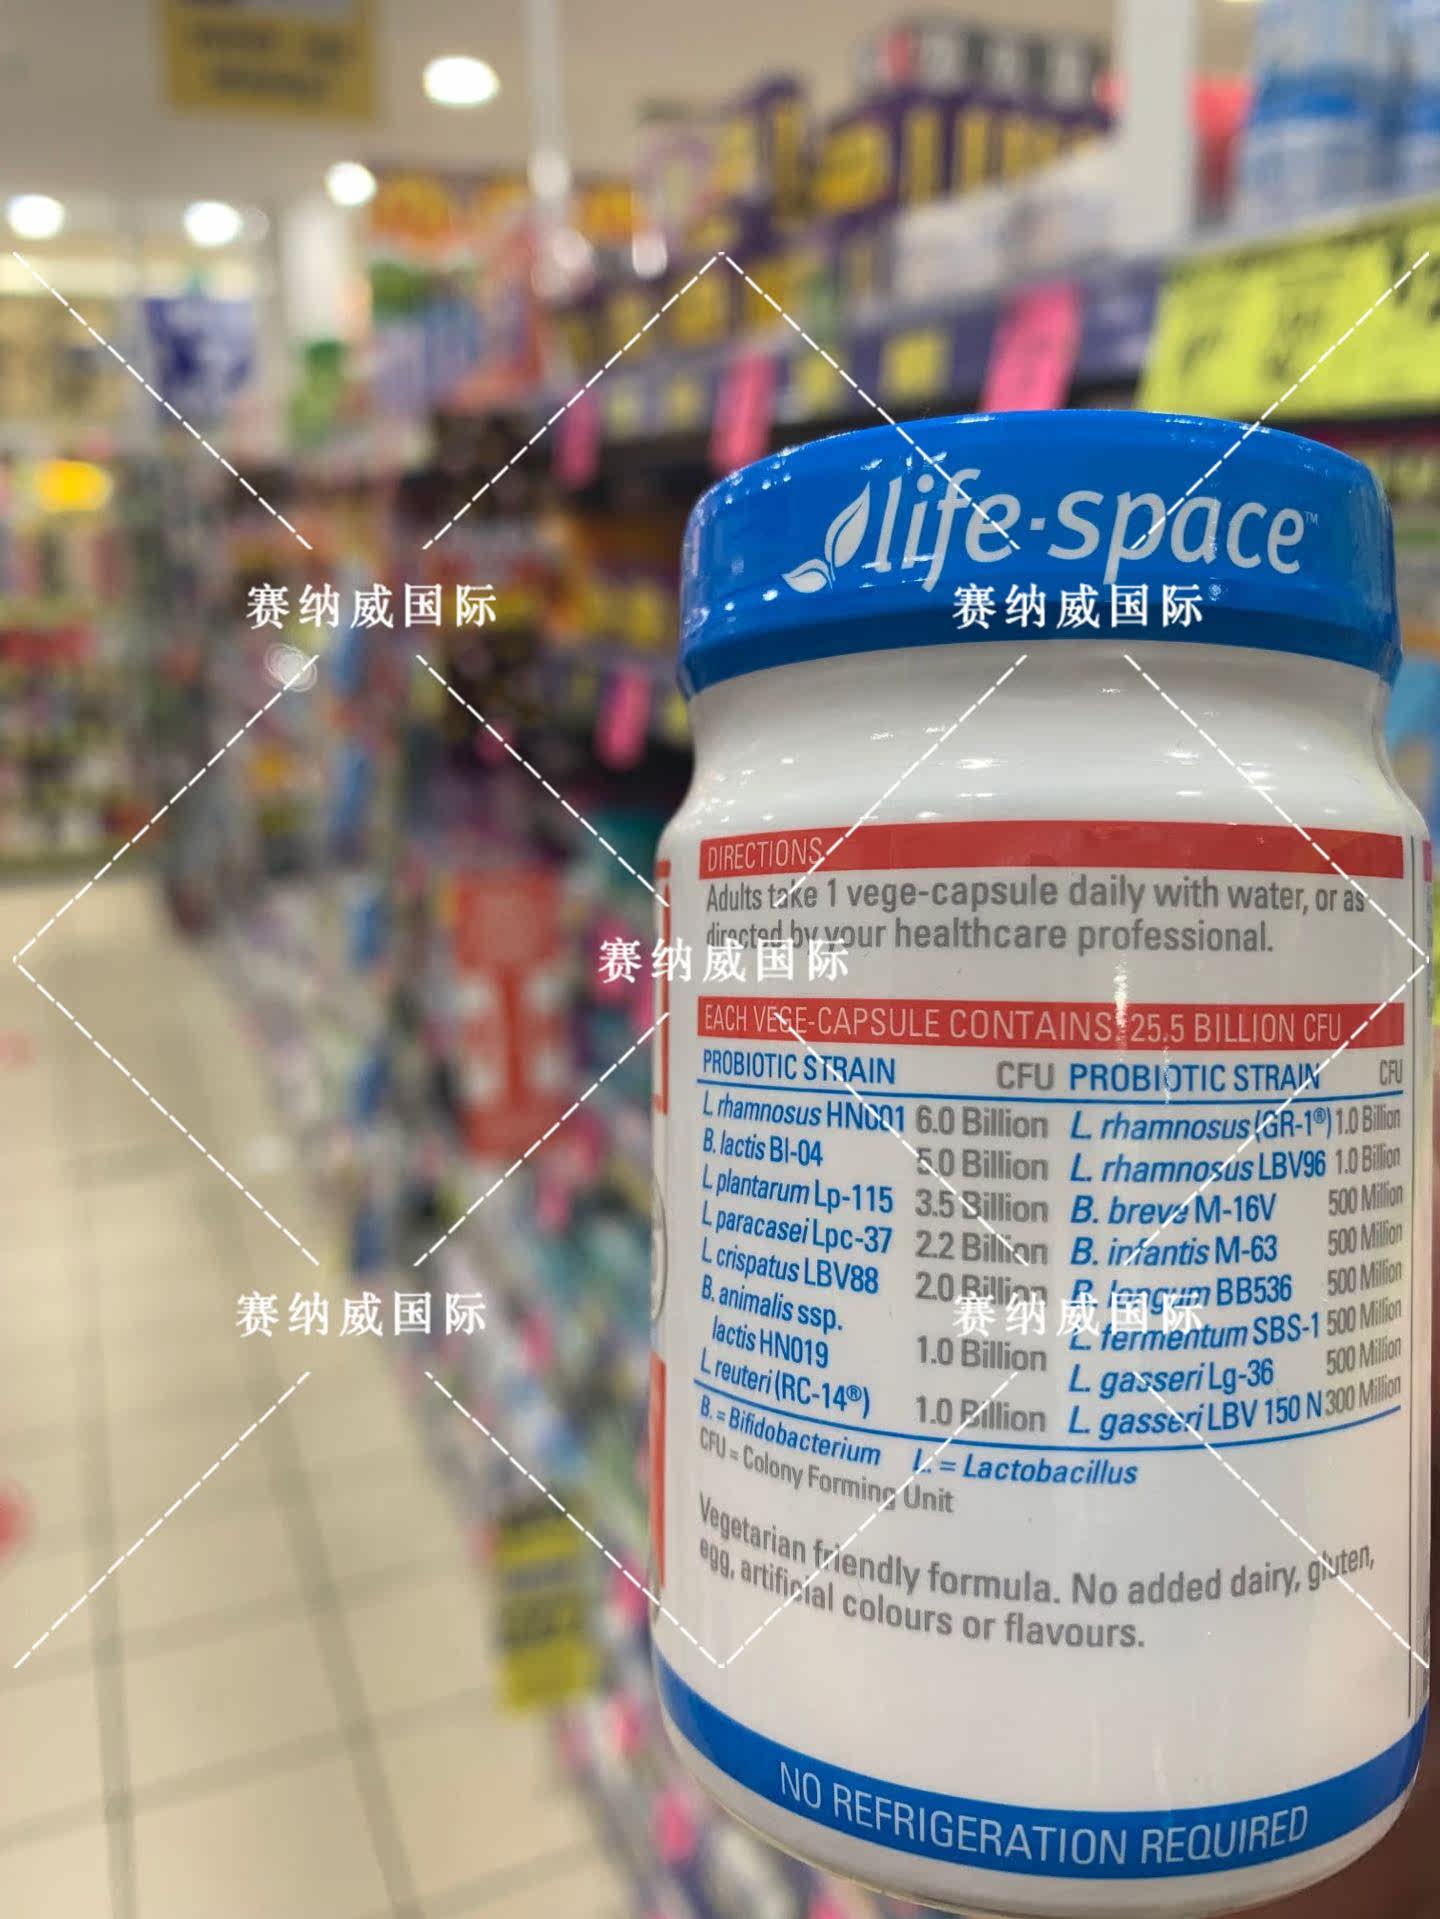 life-space™
赛纳威国际 赛纳威国际
DIRECTIONS
Adults take 1 vege-capsule daily with water, or as
directed by your healthcare professional.
赛纳威国际
EACH VEGE-CAPSULE CONTAINS: 25.5 BILLION CFU
PROBIOTIC STRAIN CFU PROBIOTIC STRAIN CFU
L rhamnosus HN001 6.0 Billion L. rhamnosus (GR-1®) 1.0 Billion
B. lactis Bl-04 5.0 Billion L. rhamnosus LBV96 1.0 Billion
L plantarum Lp-115 3.5 Billion B. breve M-16V 500 Million
L paracasei Lpc-37 2.2 Billion B. infantis M-63 500 Million
L crispatus LBV88 2.0 Billion B. longum BB536 500 Million
赛纳威国际 赛纳威国际
B. animalis ssp. L. fermentum SBS-1 500 Million
lactis HN019 1.0 Billion L. gasseri Lg-36 500 Million
L reuteri (RC-14®) 1.0 Billion L. gasseri LBV 150 N 300 Million
B. = Bifidobacterium L. = Lactobacillus
CFU = Colony Forming Unit
Vegetarian friendly formula. No added dairy, gluten,
egg, artificial colours or flavours.
NO REFRIGERATION REQUIRED